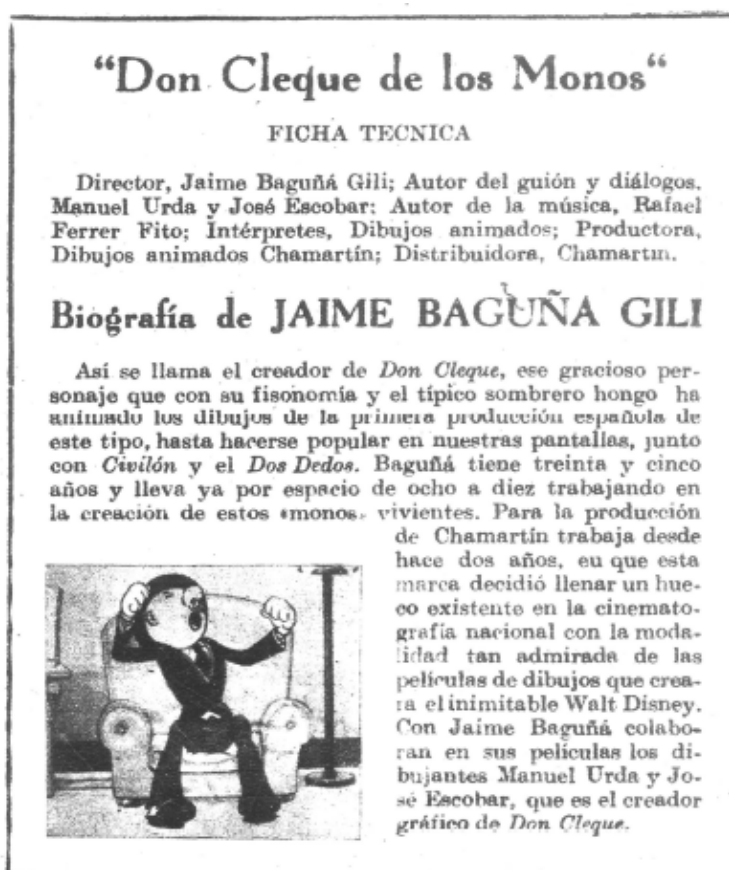 “Don Cleque de los Monos“
FICHA TECNICA
Director, Jaime Baguñá Gili; Autor del guión y diálogos,
Manuel Urda y José Escobar; Autor de la música, Rafael
Ferrer Fito; Intérpretes, Dibujos animados; Productora,
Dibujos animados Chamartín; Distribuidora, Chamartín.
Biografía de JAIME BAGUÑA GILI
Así se llama el creador de Don Cleque, ese gracioso per-
sonaje que con su fisonomía y el típico sombrero hongo ha
animado los dibujos de la primera producción española de
este tipo, hasta hacerse popular en nuestras pantallas, junto
con Civilón y el Dos Dedos. Baguñá tiene treinta y cinco
años y lleva ya por espacio de ocho a diez trabajando en
la creación de estos «monos» vivientes. Para la producción
de Chamartín trabaja desde
hace dos años, eu que esta
marca decidió llenar un hue-
co existente en la cinemato-
grafía nacional con la moda-
lidad tan admirada de las
películas de dibujos que crea-
ra el inimitable Walt Disney.
Con Jaime Baguñá colabo-
ran en sus películas los di-
bujantes Manuel Urda y Jo-
sé Escobar, que es el creador
gráfico de Don Cleque.